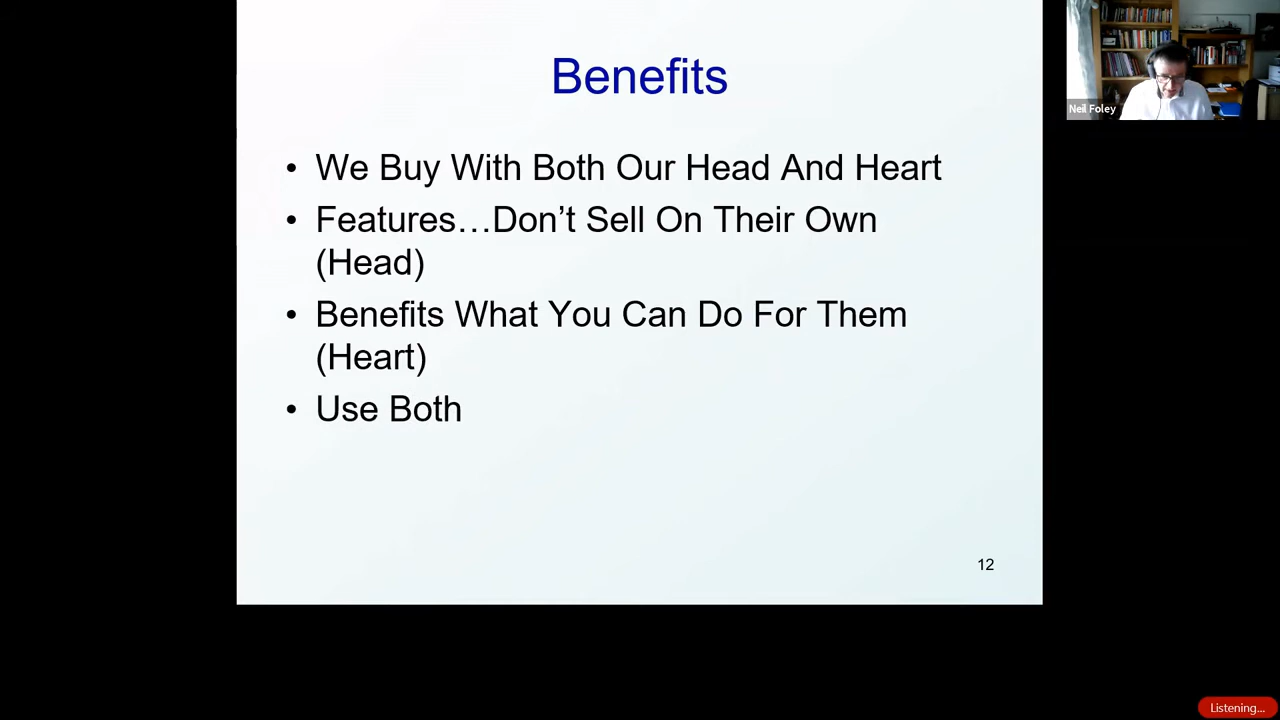 Benefits
• We Buy With Both Our Head And Heart
• Features…Don’t Sell On Their Own
(Head)
• Benefits What You Can Do For Them
(Heart)
• Use Both
12
Neil Foley
Listening...